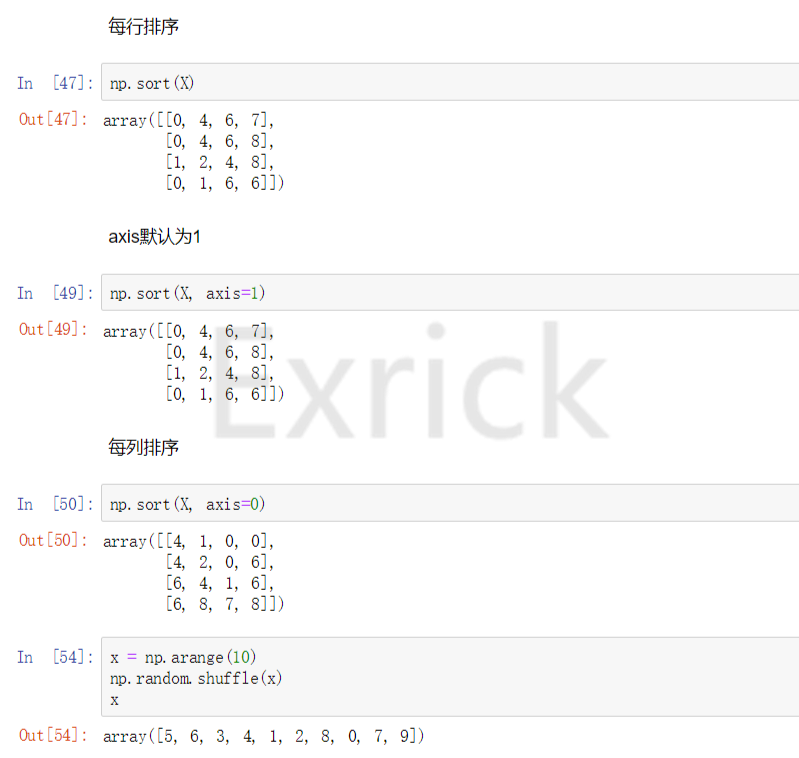 每行排序
In [47]: np.sort(X)
Out[47]: array([[0, 4, 6, 7],
[0, 4, 6, 8],
[1, 2, 4, 8],
[0, 1, 6, 6]])
axis默认为1
In [49]: np.sort(X, axis=1)
Out[49]: array([[0, 4, 6, 7],
[0, 4, 6, 8],
[1, 2, 4, 8],
[0, 1, 6, 6]])
Exrick
每列排序
In [50]: np.sort(X, axis=0)
Out[50]: array([[4, 1, 0, 0],
[4, 2, 0, 6],
[6, 4, 1, 6],
[6, 8, 7, 8]])
In [54]: x = np.arange(10)
np.random.shuffle(x)
x
Out[54]: array([5, 6, 3, 4, 1, 2, 8, 0, 7, 9])